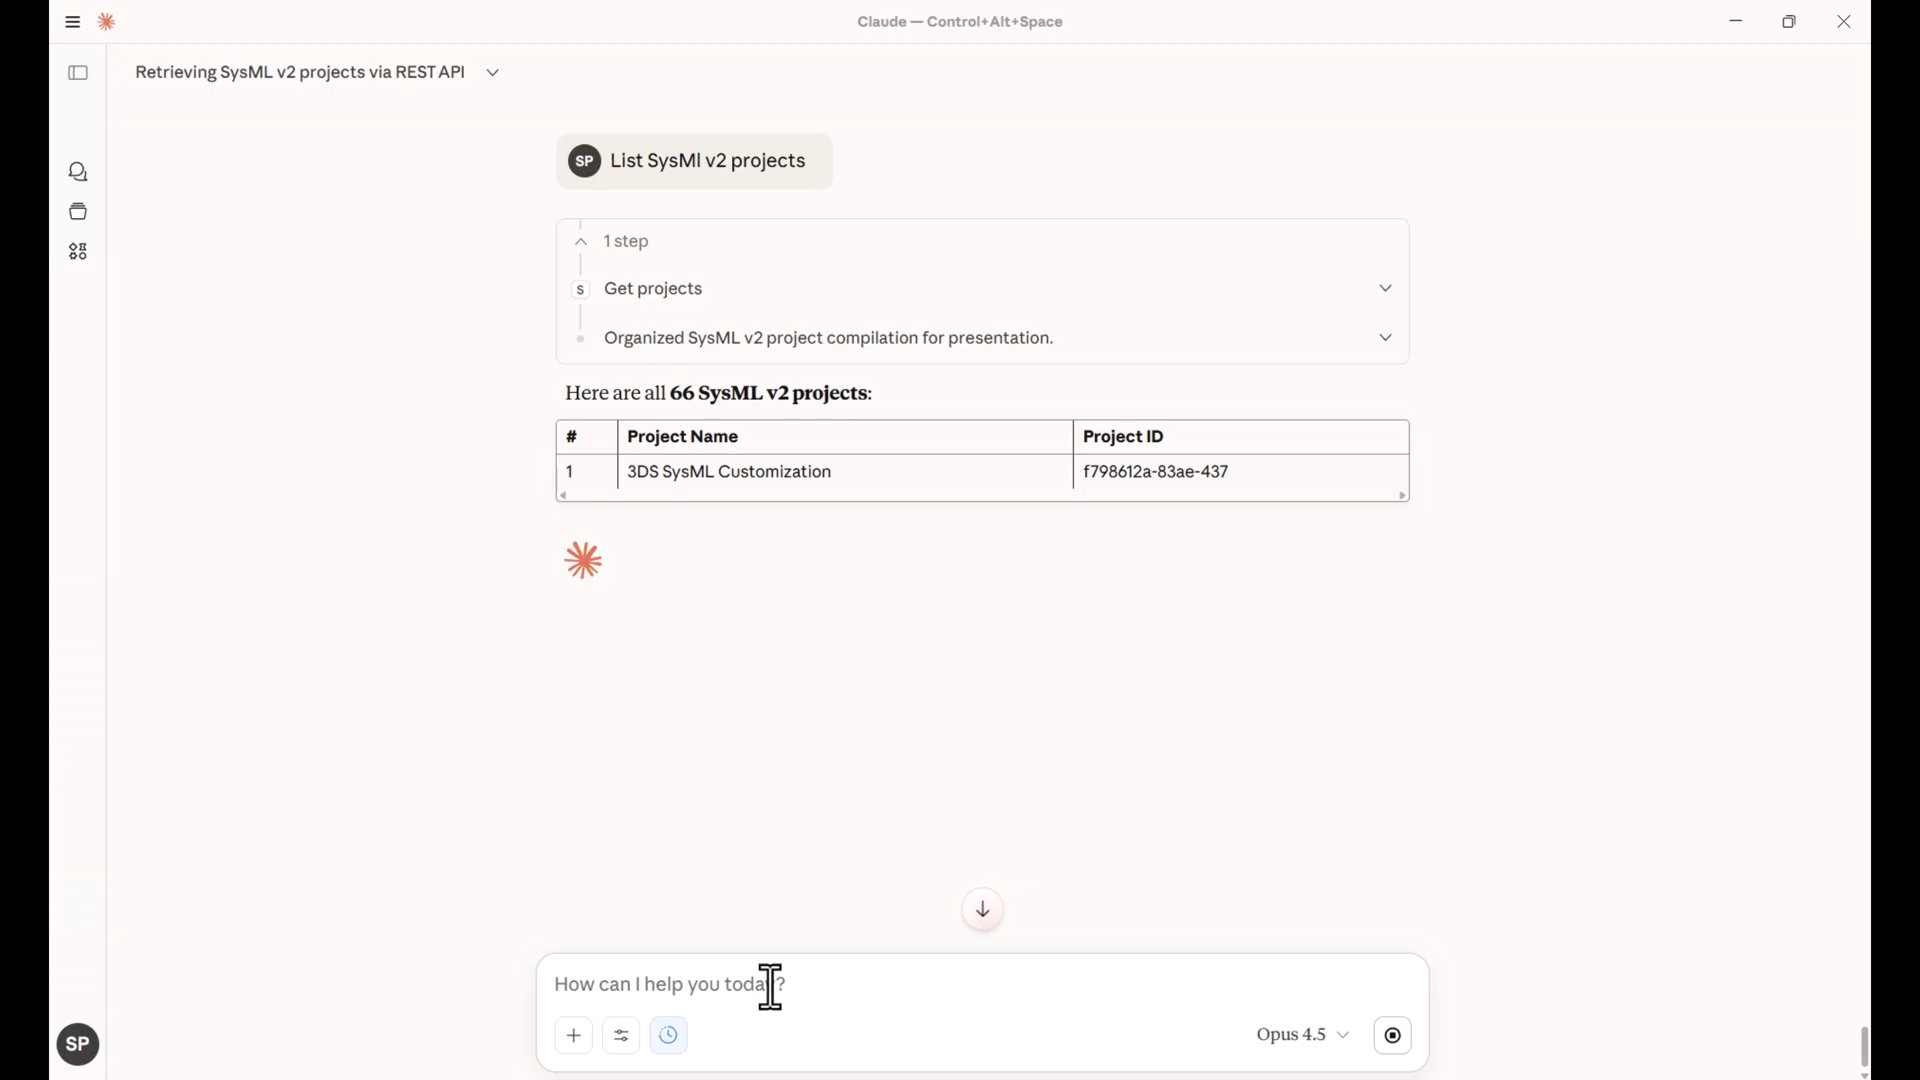 Claude — Control+Alt+Space
Retrieving SysML v2 projects via REST API
SP List SysMl v2 projects
1 step
S Get projects
Organized SysML v2 project compilation for presentation.
Here are all 66 SysML v2 projects:
# Project Name Project ID
1 3DS SysML Customization f798612a-83ae-437
How can I help you today?
Opus 4.5
SP